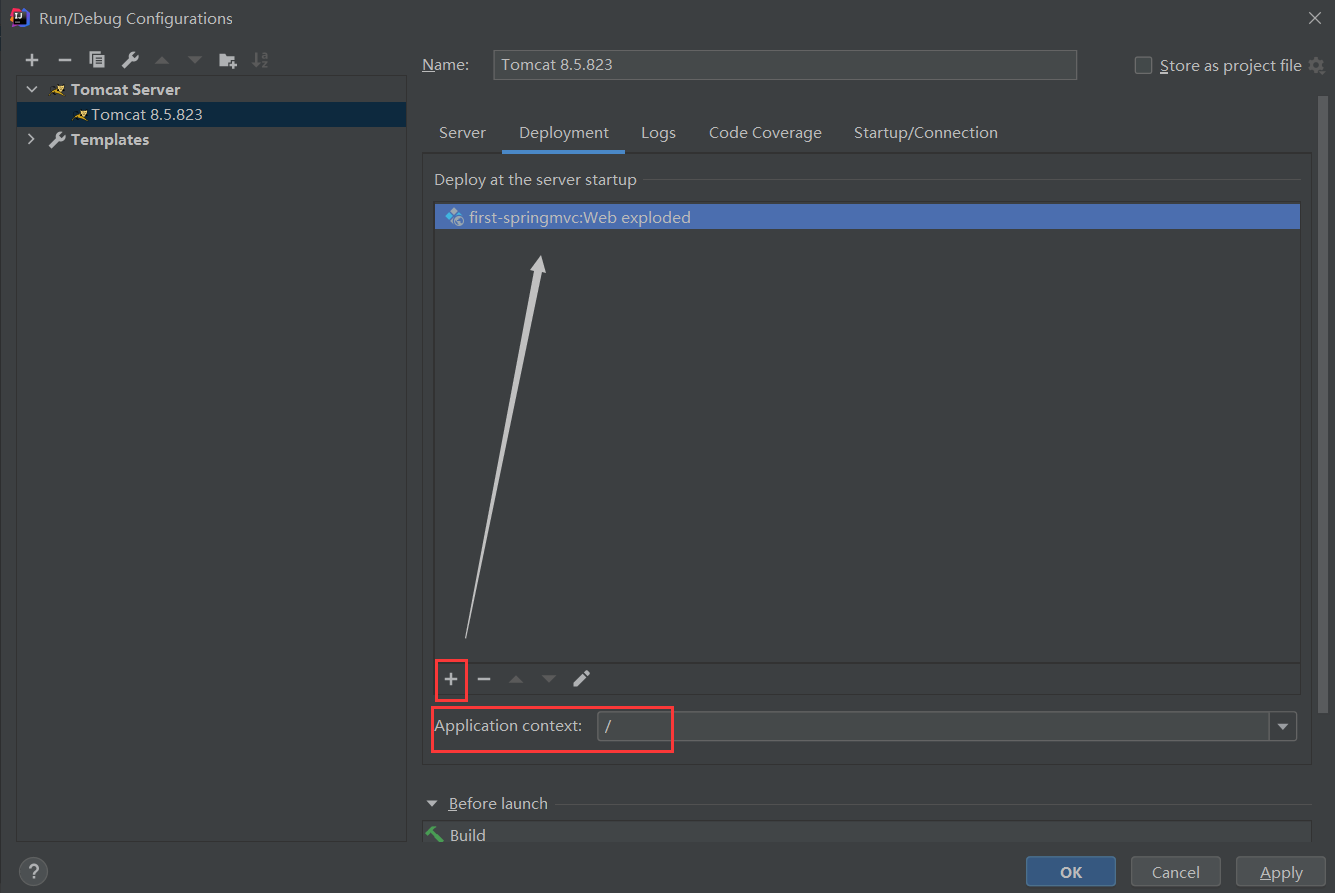 Run/Debug Configurations
Name: Tomcat 8.5.823
Store as project file
Tomcat Server
Tomcat 8.5.823
Templates
Server Deployment Logs Code Coverage Startup/Connection
Deploy at the server startup
first-springmvc:Web exploded
Application context: /
Before launch
Build
? OK Cancel Apply